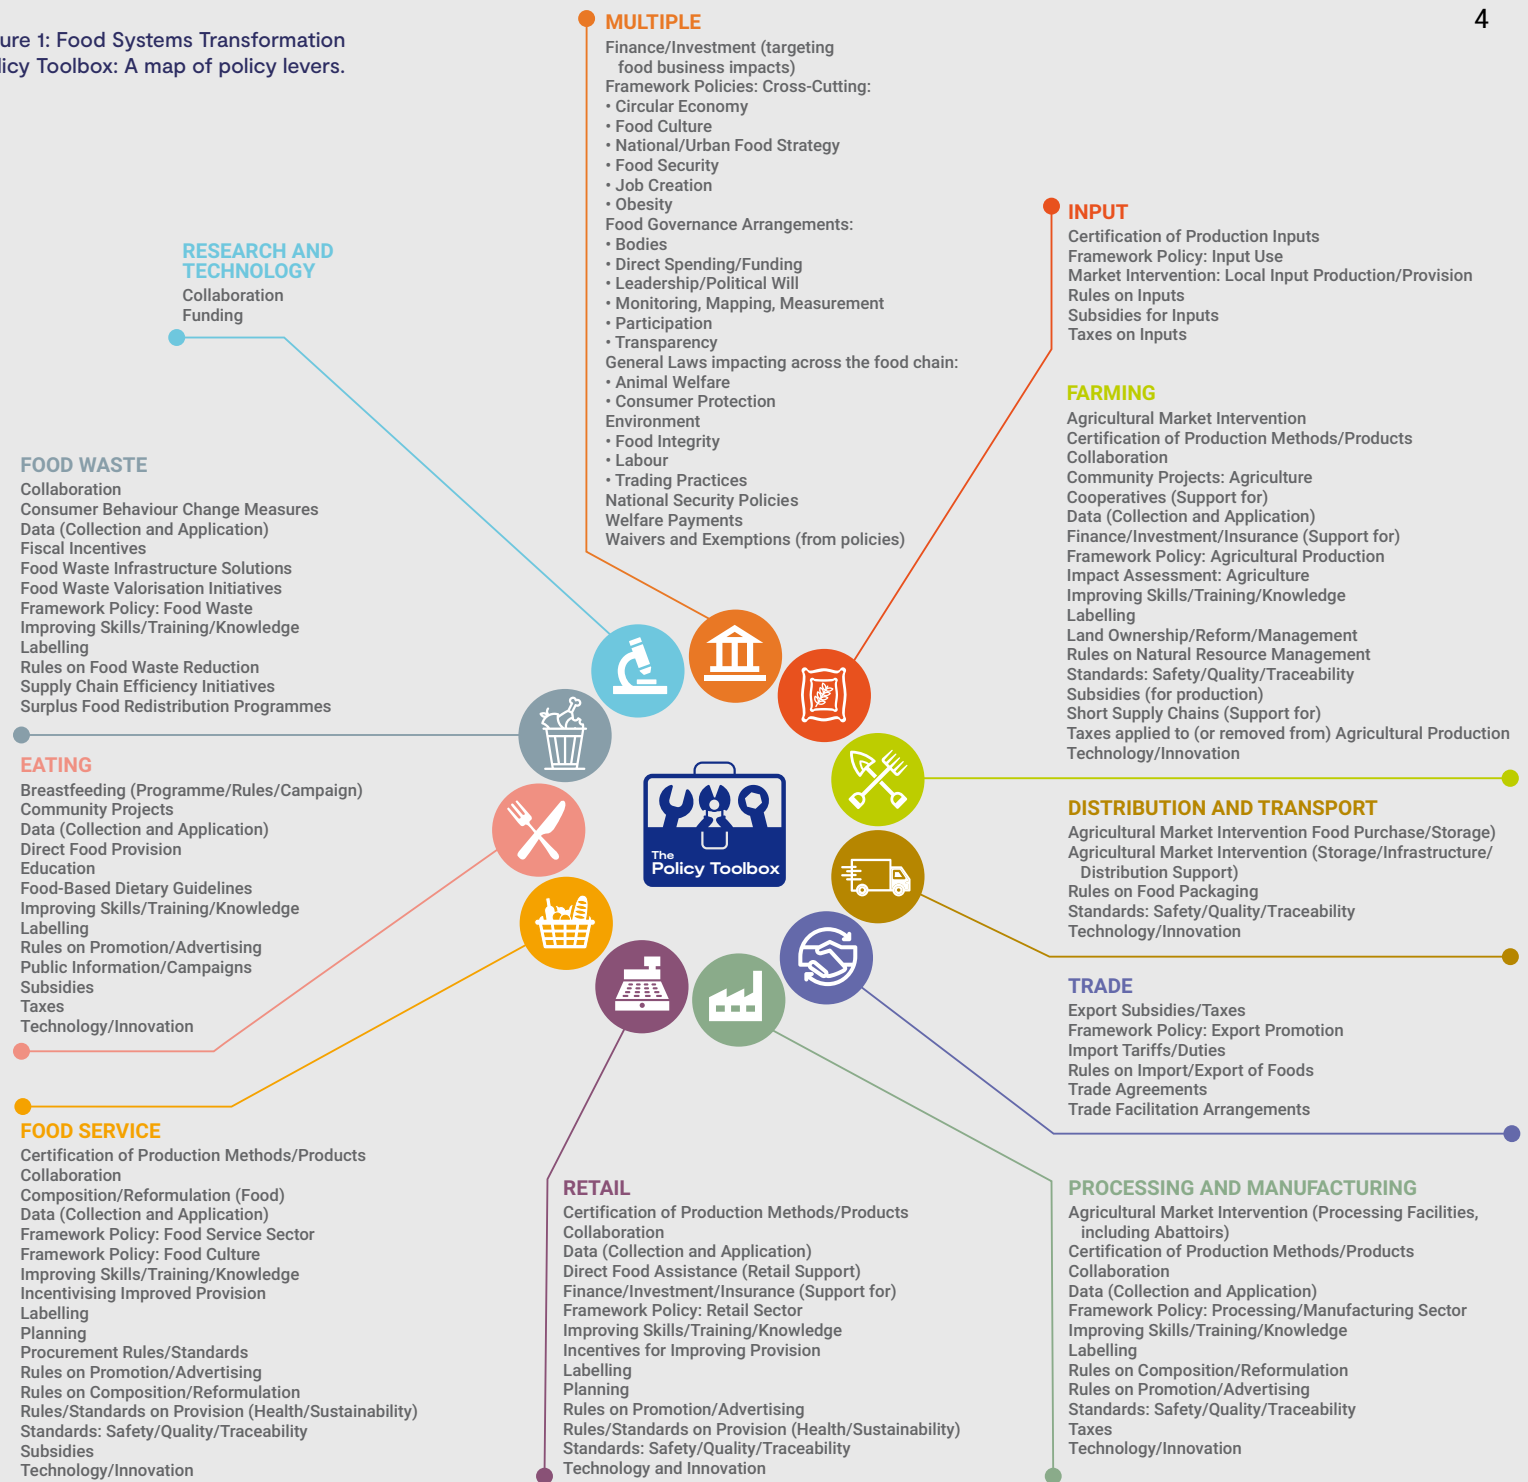 ure 1: Food Systems Transformation
licy Toolbox: A map of policy levers.
4
MULTIPLE
Finance/Investment (targeting
food business impacts)
Framework Policies: Cross-Cutting:
• Circular Economy
• Food Culture
• National/Urban Food Strategy
• Food Security
• Job Creation
• Obesity
Food Governance Arrangements:
• Bodies
• Direct Spending/Funding
• Leadership/Political Will
• Monitoring, Mapping, Measurement
• Participation
• Transparency
General Laws impacting across the food chain:
• Animal Welfare
• Consumer Protection
Environment
• Food Integrity
• Labour
• Trading Practices
National Security Policies
Welfare Payments
Waivers and Exemptions (from policies)
INPUT
Certification of Production Inputs
Framework Policy: Input Use
Market Intervention: Local Input Production/Provision
Rules on Inputs
Subsidies for Inputs
Taxes on Inputs
FARMING
Agricultural Market Intervention
Certification of Production Methods/Products
Collaboration
Community Projects: Agriculture
Cooperatives (Support for)
Data (Collection and Application)
Finance/Investment/Insurance (Support for)
Framework Policy: Agricultural Production
Impact Assessment: Agriculture
Improving Skills/Training/Knowledge
Labelling
Land Ownership/Reform/Management
Rules on Natural Resource Management
Standards: Safety/Quality/Traceability
Subsidies (for production)
Short Supply Chains (Support for)
Taxes applied to (or removed from) Agricultural Production
Technology/Innovation
DISTRIBUTION AND TRANSPORT
Agricultural Market Intervention Food Purchase/Storage)
Agricultural Market Intervention (Storage/Infrastructure/
Distribution Support)
Rules on Food Packaging
Standards: Safety/Quality/Traceability
Technology/Innovation
TRADE
Export Subsidies/Taxes
Framework Policy: Export Promotion
Import Tariffs/Duties
Rules on Import/Export of Foods
Trade Agreements
Trade Facilitation Arrangements
PROCESSING AND MANUFACTURING
Agricultural Market Intervention (Processing Facilities,
including Abattoirs)
Certification of Production Methods/Products
Collaboration
Data (Collection and Application)
Framework Policy: Processing/Manufacturing Sector
Improving Skills/Training/Knowledge
Labelling
Rules on Composition/Reformulation
Rules on Promotion/Advertising
Standards: Safety/Quality/Traceability
Taxes
Technology/Innovation
RETAIL
Certification of Production Methods/Products
Collaboration
Data (Collection and Application)
Direct Food Assistance (Retail Support)
Finance/Investment/Insurance (Support for)
Framework Policy: Retail Sector
Improving Skills/Training/Knowledge
Incentives for Improving Provision
Labelling
Planning
Rules on Promotion/Advertising
Rules/Standards on Provision (Health/Sustainability)
Standards: Safety/Quality/Traceability
Technology and Innovation
FOOD SERVICE
Certification of Production Methods/Products
Collaboration
Composition/Reformulation (Food)
Data (Collection and Application)
Framework Policy: Food Service Sector
Framework Policy: Food Culture
Improving Skills/Training/Knowledge
Incentivising Improved Provision
Labelling
Planning
Procurement Rules/Standards
Rules on Promotion/Advertising
Rules on Composition/Reformulation
Rules/Standards on Provision (Health/Sustainability)
Standards: Safety/Quality/Traceability
Subsidies
Technology/Innovation
EATING
Breastfeeding (Programme/Rules/Campaign)
Community Projects
Data (Collection and Application)
Direct Food Provision
Education
Food-Based Dietary Guidelines
Improving Skills/Training/Knowledge
Labelling
Rules on Promotion/Advertising
Public Information/Campaigns
Subsidies
Taxes
Technology/Innovation
FOOD WASTE
Collaboration
Consumer Behaviour Change Measures
Data (Collection and Application)
Fiscal Incentives
Food Waste Infrastructure Solutions
Food Waste Valorisation Initiatives
Framework Policy: Food Waste
Improving Skills/Training/Knowledge
Labelling
Rules on Food Waste Reduction
Supply Chain Efficiency Initiatives
Surplus Food Redistribution Programmes
RESEARCH AND
TECHNOLOGY
Collaboration
Funding
The
Policy Toolbox